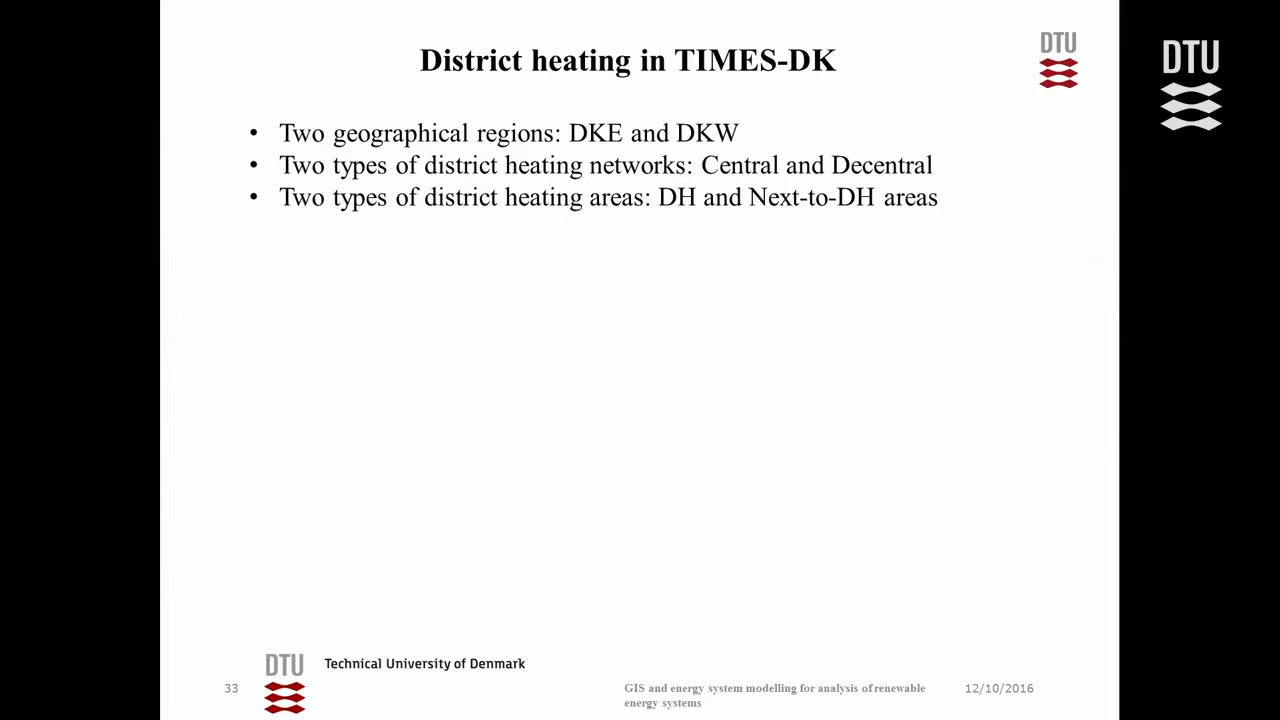 District heating in TIMES-DK
DTU
DTU
• Two geographical regions: DKE and DKW
• Two types of district heating networks: Central and Decentral
• Two types of district heating areas: DH and Next-to-DH areas
DTU
Technical University of Denmark
33
GIS and energy system modelling for analysis of renewable
energy systems
12/10/2016